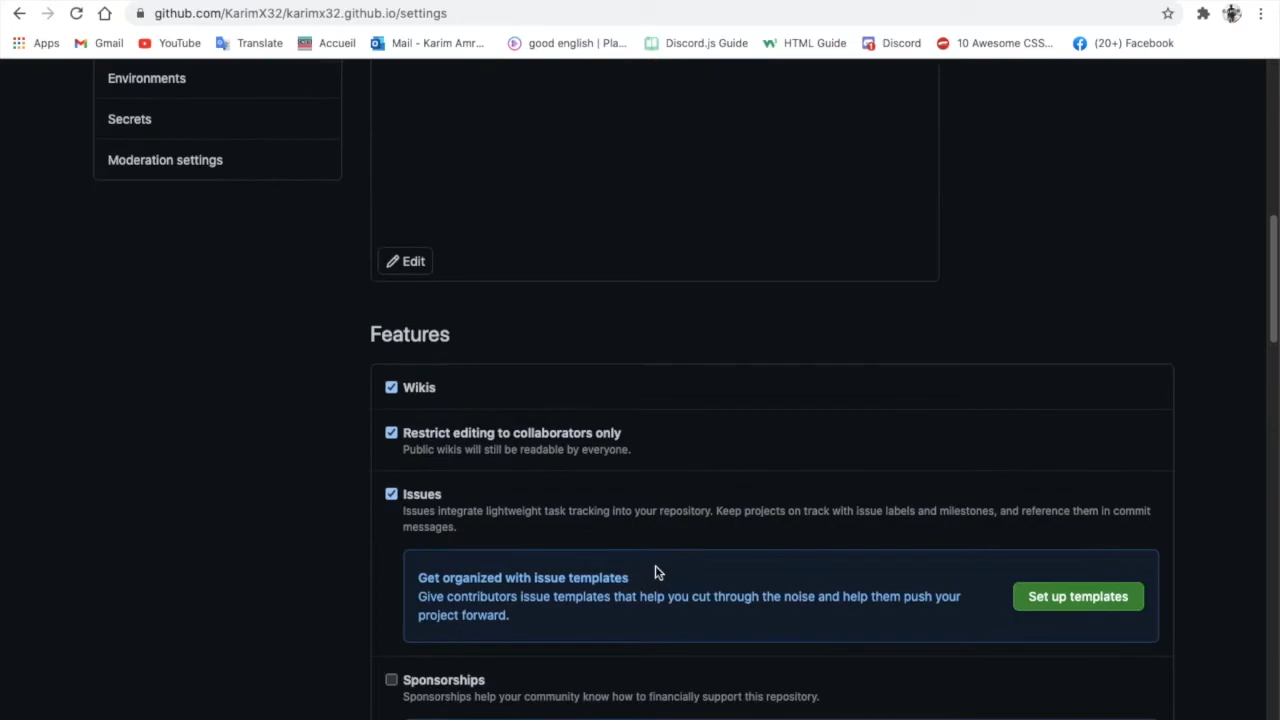 github.com/KarimX32/karimx32.github.io/settings
Apps Gmail YouTube Translate Accueil Mail - Karim Amr... good english | Pla... Discord.js Guide HTML Guide Discord 10 Awesome CSS... (20+) Facebook
Environments
Secrets
Moderation settings
Edit
Features
Wikis
Restrict editing to collaborators only
Public wikis will still be readable by everyone.
Issues
Issues integrate lightweight task tracking into your repository. Keep projects on track with issue labels and milestones, and reference them in commit
messages.
Get organized with issue templates
Give contributors issue templates that help you cut through the noise and help them push your
project forward.
Set up templates
Sponsorships
Sponsorships help your community know how to financially support this repository.